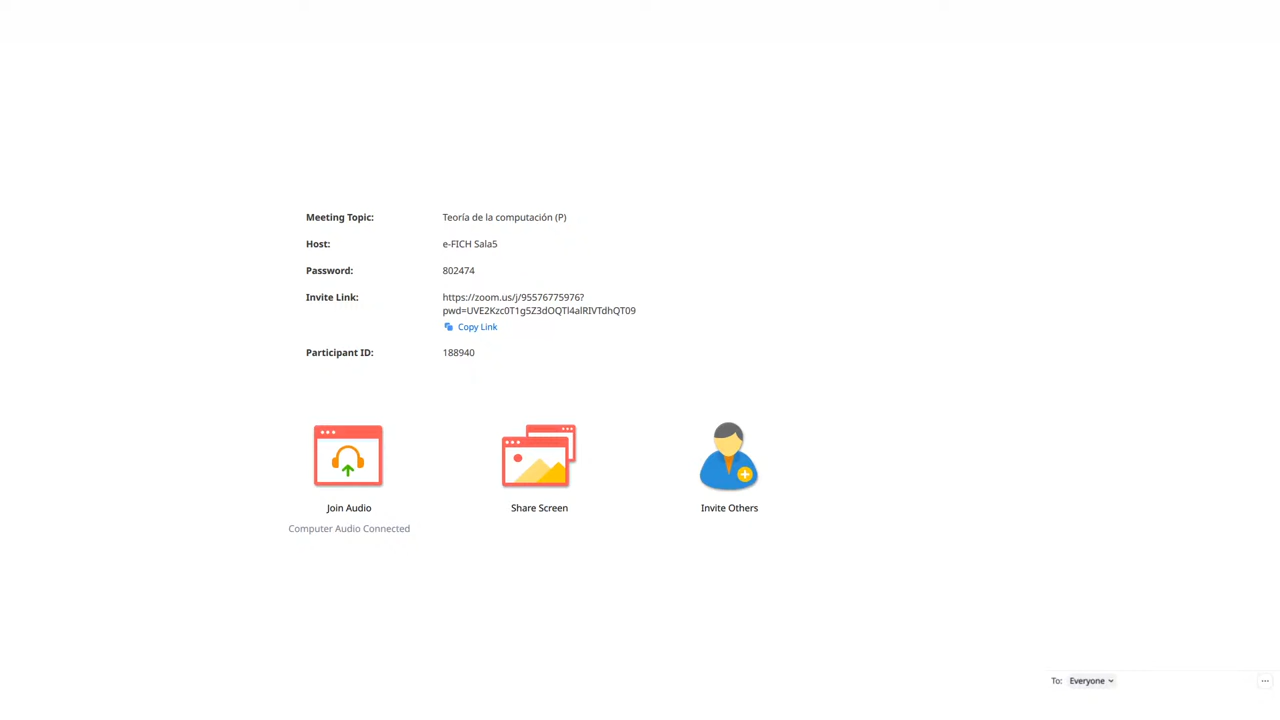 Meeting Topic: Teoría de la computación (P)
Host: e-FICH Sala5
Password: 802474
Invite Link: https://zoom.us/j/95576775976?
pwd=UVE2Kzc0T1g5Z3dOQTl4alRIVTdhQT09
Copy Link
Participant ID: 188940
Join Audio
Computer Audio Connected
Share Screen
Invite Others
To: Everyone